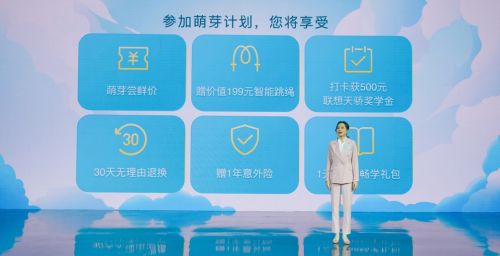 参加萌芽计划，您将享受
¥
萌芽尝鲜价
赠价值199元智能跳绳
打卡获500元
联想天骄奖学金
30
30天无理由退换
赠1年意外险
1
畅学礼包